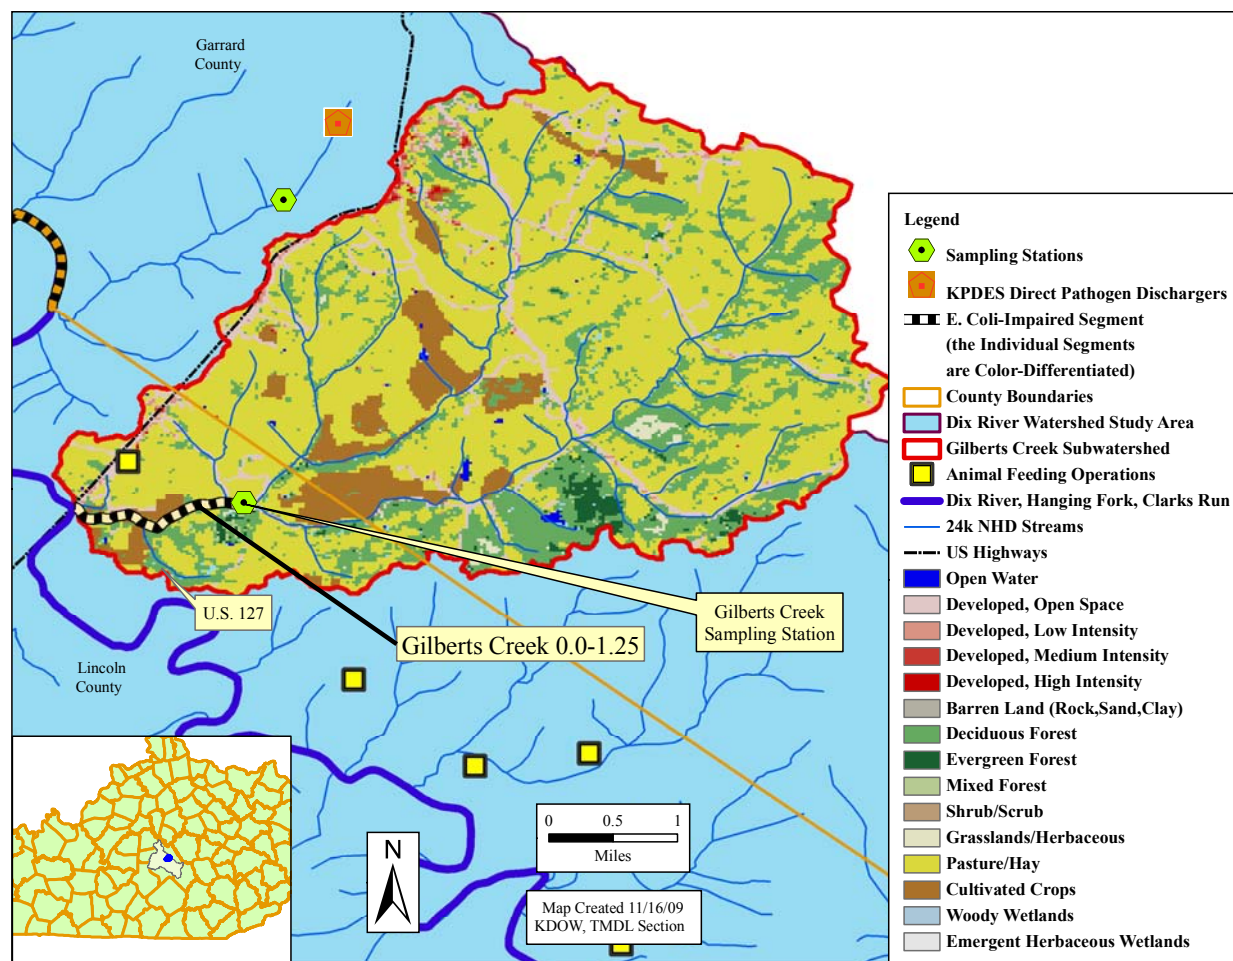 Garrard
County
U.S. 127
Gilberts Creek 0.0-1.25
Gilberts Creek
Sampling Station
Lincoln
County
N
0 0.5 1
Miles
Map Created 11/16/09
KDOW, TMDL Section
Legend
Sampling Stations
KPDES Direct Pathogen Dischargers
E. Coli-Impaired Segment
(the Individual Segments
are Color-Differentiated)
County Boundaries
Dix River Watershed Study Area
Gilberts Creek Subwatershed
Animal Feeding Operations
Dix River, Hanging Fork, Clarks Run
24k NHD Streams
US Highways
Open Water
Developed, Open Space
Developed, Low Intensity
Developed, Medium Intensity
Developed, High Intensity
Barren Land (Rock,Sand,Clay)
Deciduous Forest
Evergreen Forest
Mixed Forest
Shrub/Scrub
Grasslands/Herbaceous
Pasture/Hay
Cultivated Crops
Woody Wetlands
Emergent Herbaceous Wetlands